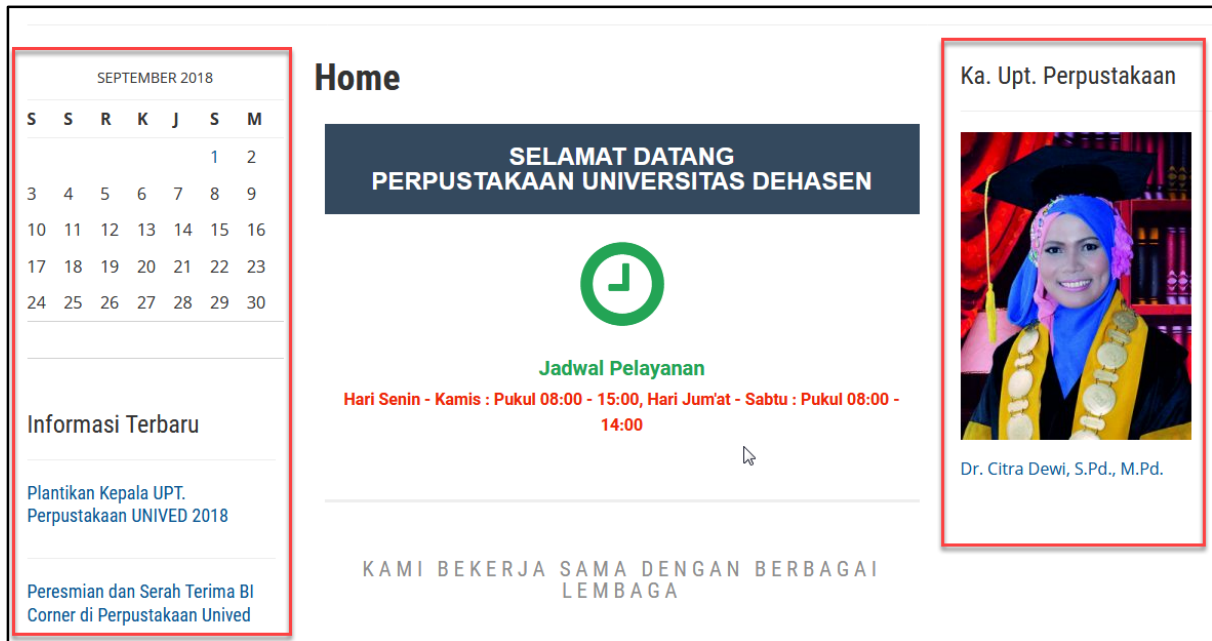 SEPTEMBER 2018
S S R K J S M
1 2
3 4 5 6 7 8 9
10 11 12 13 14 15 16
17 18 19 20 21 22 23
24 25 26 27 28 29 30
Informasi Terbaru
Plantikan Kepala UPT.
Perpustakaan UNIVED 2018
Peresmian dan Serah Terima BI
Corner di Perpustakaan Unived
Home
SELAMAT DATANG
PERPUSTAKAAN UNIVERSITAS DEHASEN
Jadwal Pelayanan
Hari Senin - Kamis : Pukul 08:00 - 15:00, Hari Jum'at - Sabtu : Pukul 08:00 -
14:00
KAMI BEKERJA SAMA DENGAN BERBAGAI
LEMBAGA
Ka. Upt. Perpustakaan
Dr. Citra Dewi, S.Pd., M.Pd.